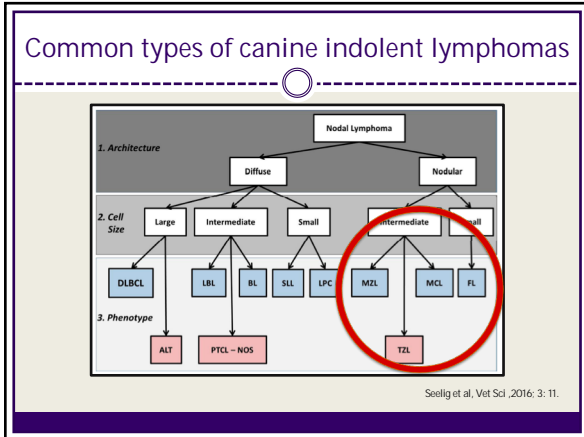 Common types of canine indolent lymphomas
Nodal Lymphoma
1. Architecture
Diffuse
Nodular
2. Cell
Size
Large
Intermediate
Small
Intermediate
Small
DLBCL
LBL
BL
SLL
LPC
MZL
MCL
FL
3. Phenotype
ALT
PTCL – NOS
TZL
Seelig et al, Vet Sci ,2016; 3: 11.